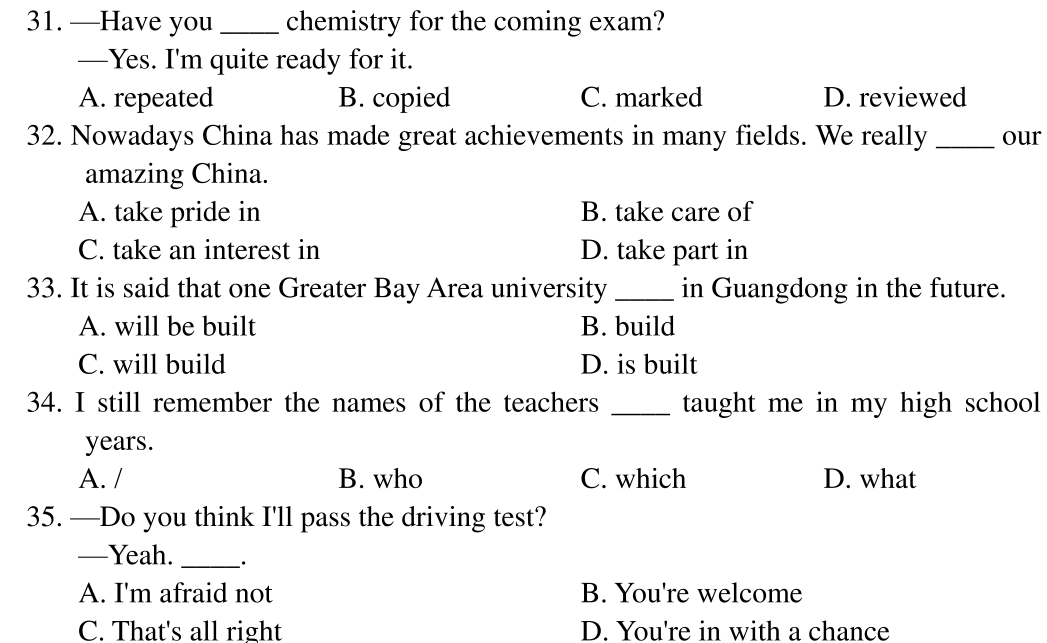 31. —Have you ____ chemistry for the coming exam?
—Yes. I'm quite ready for it.
A. repeated B. copied C. marked D. reviewed
32. Nowadays China has made great achievements in many fields. We really ____ our
amazing China.
A. take pride in B. take care of
C. take an interest in D. take part in
33. It is said that one Greater Bay Area university ____ in Guangdong in the future.
A. will be built B. build
C. will build D. is built
34. I still remember the names of the teachers ____ taught me in my high school
years.
A. / B. who C. which D. what
35. —Do you think I'll pass the driving test?
—Yeah. ____.
A. I'm afraid not B. You're welcome
C. That's all right D. You're in with a chance